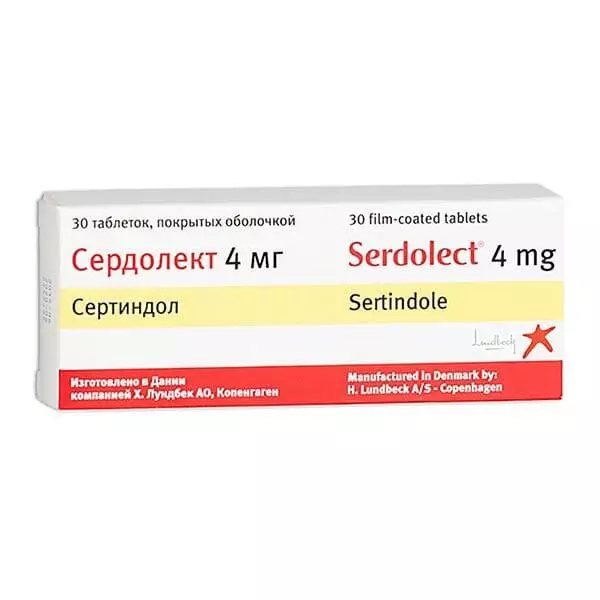 30 таблеток, покрытых оболочкой
Сердолект 4 мг
Сертиндол
Изготовлено в Дании
компанией Х. Лундбек АО, Копенгаген
30 film-coated tablets
Serdolect® 4 mg
Sertindole
Lundbeck
Manufactured in Denmark by:
H. Lundbeck A/S - Copenhagen